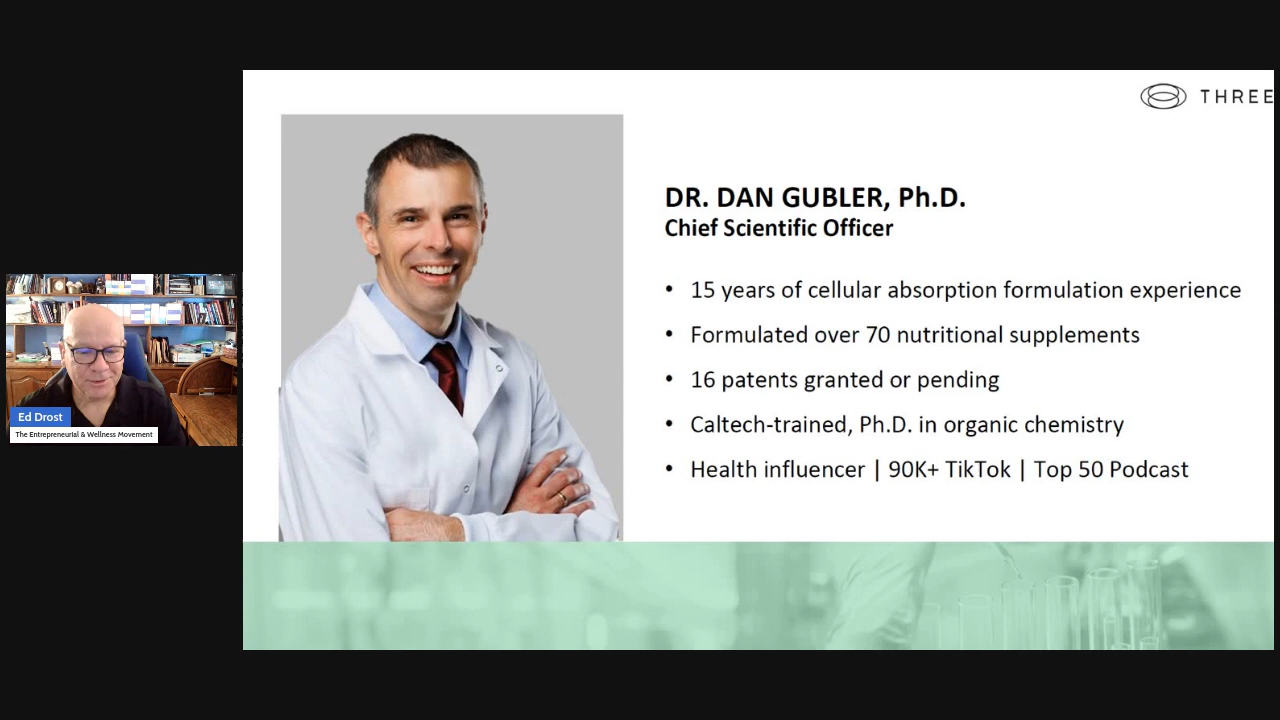 THREE
DR. DAN GUBLER, Ph.D.
Chief Scientific Officer
• 15 years of cellular absorption formulation experience
• Formulated over 70 nutritional supplements
• 16 patents granted or pending
• Caltech-trained, Ph.D. in organic chemistry
• Health influencer | 90K+ TikTok | Top 50 Podcast
Ed Drost
The Entrepreneurial & Wellness Movement